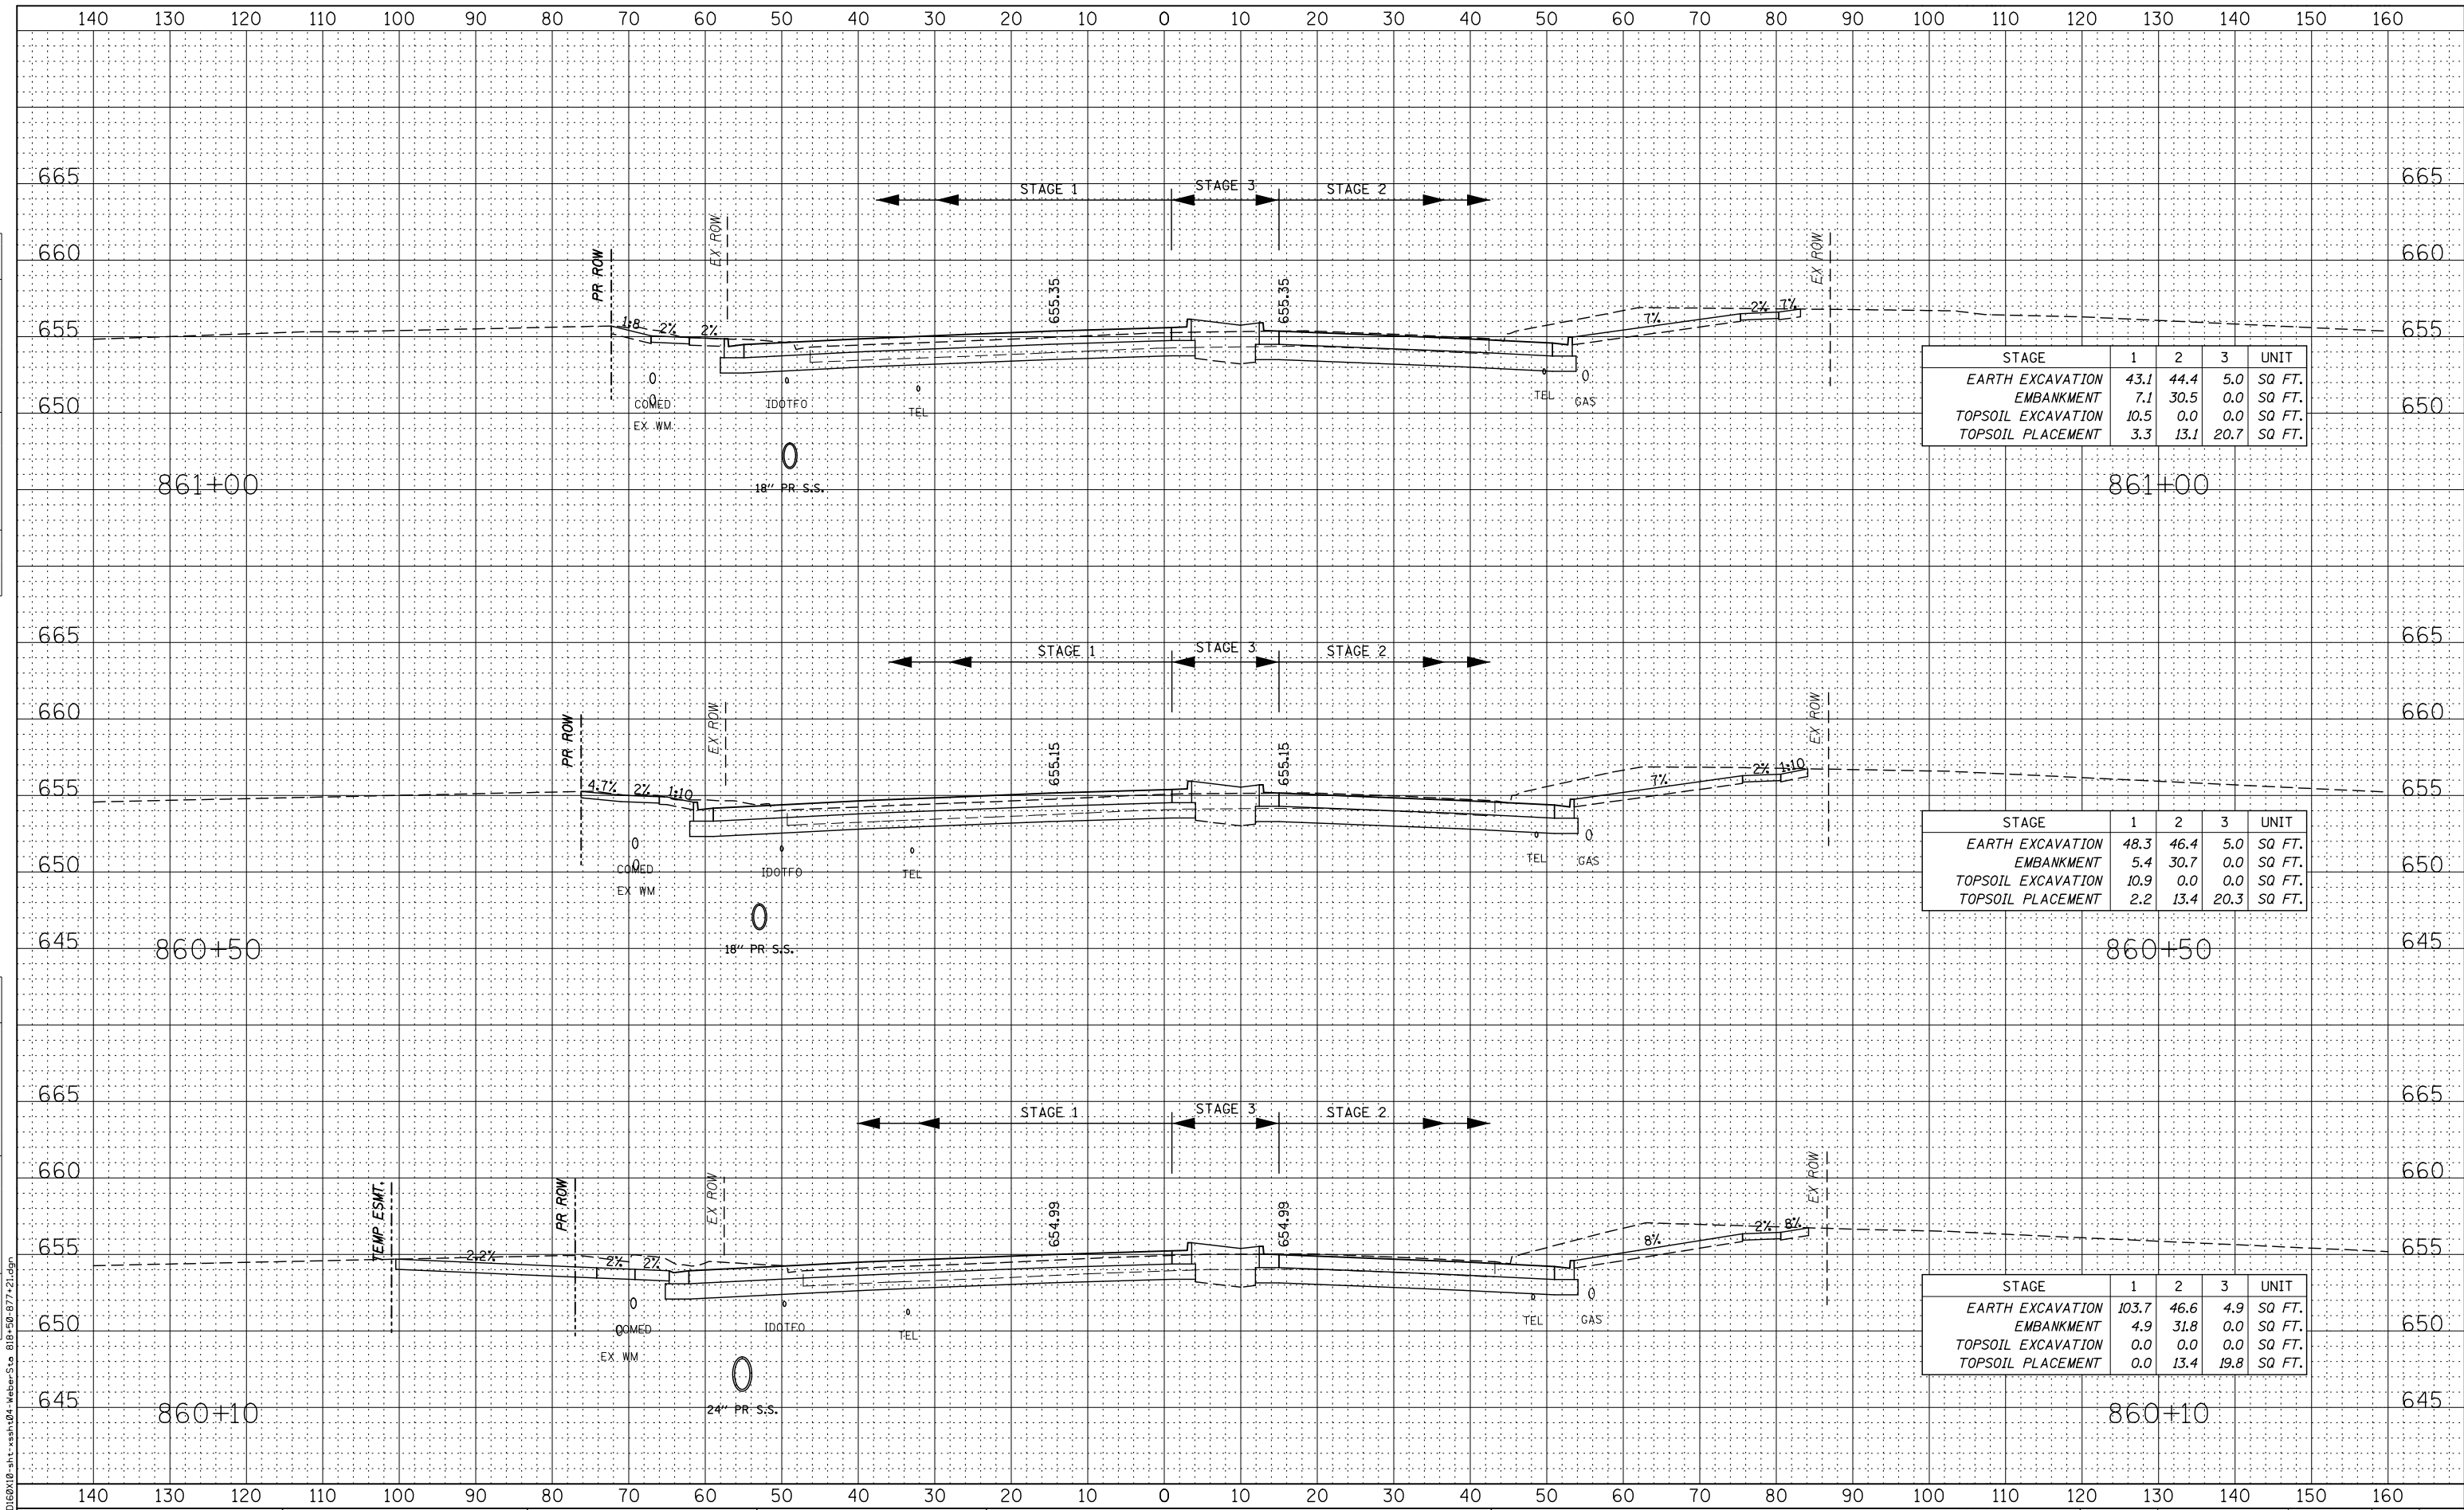 140 130 120 110 100 90 80 70 60 50 40 30 20 10 0 10 20 30 40 50 60 70 80 90 100 110 120 130 140 150 160
665 STAGE 1 STAGE 3 STAGE 2 665
660 PR ROW EX ROW EX ROW 660
655.35 655.35
655 1:8 2% 2% 7% 2% 7% 655
650 COMED IDOTFO TEL TEL GAS 650
EX WM
18" PR S.S.
STAGE 1 2 3 UNIT
EARTH EXCAVATION 43.1 44.4 5.0 SQ FT.
EMBANKMENT 7.1 30.5 0.0 SQ FT.
TOPSOIL EXCAVATION 10.5 0.0 0.0 SQ FT.
TOPSOIL PLACEMENT 3.3 13.1 20.7 SQ FT.
861+00 861+00
665 STAGE 1 STAGE 3 STAGE 2 665
660 PR ROW EX ROW EX ROW 660
655.15 655.15
655 4.7% 2% 1:10 7% 2% 1:10 655
650 COMED IDOTFO TEL TEL GAS 650
EX WM
18" PR S.S.
STAGE 1 2 3 UNIT
EARTH EXCAVATION 48.3 46.4 5.0 SQ FT.
EMBANKMENT 5.4 30.7 0.0 SQ FT.
TOPSOIL EXCAVATION 10.9 0.0 0.0 SQ FT.
TOPSOIL PLACEMENT 2.2 13.4 20.3 SQ FT.
645 860+50 860+50 645
665 STAGE 1 STAGE 3 STAGE 2 665
660 TEMP ESMT. PR ROW EX ROW EX ROW 660
654.99 654.99
655 2.2% 2% 2% 8% 2% 8% 655
650 COMED IDOTFO TEL TEL GAS 650
EX WM
24" PR S.S.
STAGE 1 2 3 UNIT
EARTH EXCAVATION 103.7 46.6 4.9 SQ FT.
EMBANKMENT 4.9 31.8 0.0 SQ FT.
TOPSOIL EXCAVATION 0.0 0.0 0.0 SQ FT.
TOPSOIL PLACEMENT 0.0 13.4 19.8 SQ FT.
645 860+10 860+10 645
140 130 120 110 100 90 80 70 60 50 40 30 20 10 0 10 20 30 40 50 60 70 80 90 100 110 120 130 140 150 160
D160X10-sht-xssht04-WeberSta 818+50-877+21.dgn